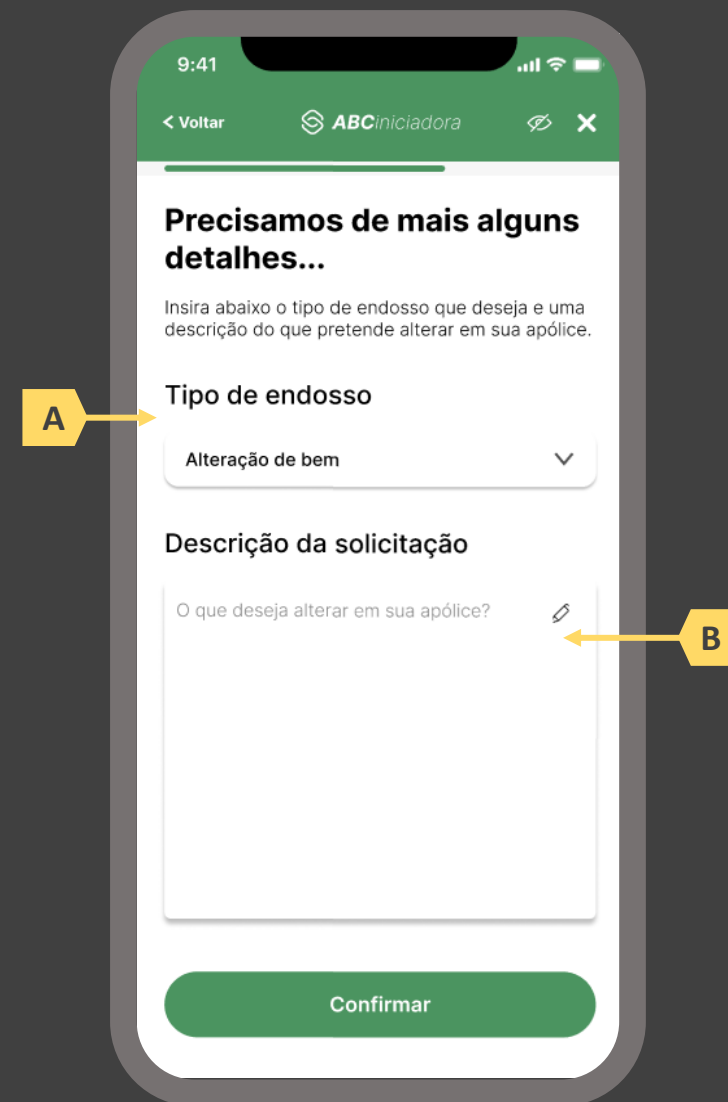 9:41
< Voltar
ABCiniciadora
Precisamos de mais alguns
detalhes...
Insira abaixo o tipo de endosso que deseja e uma
descrição do que pretende alterar em sua apólice.
Tipo de endosso
A
Alteração de bem
Descrição da solicitação
O que deseja alterar em sua apólice?
B
Confirmar